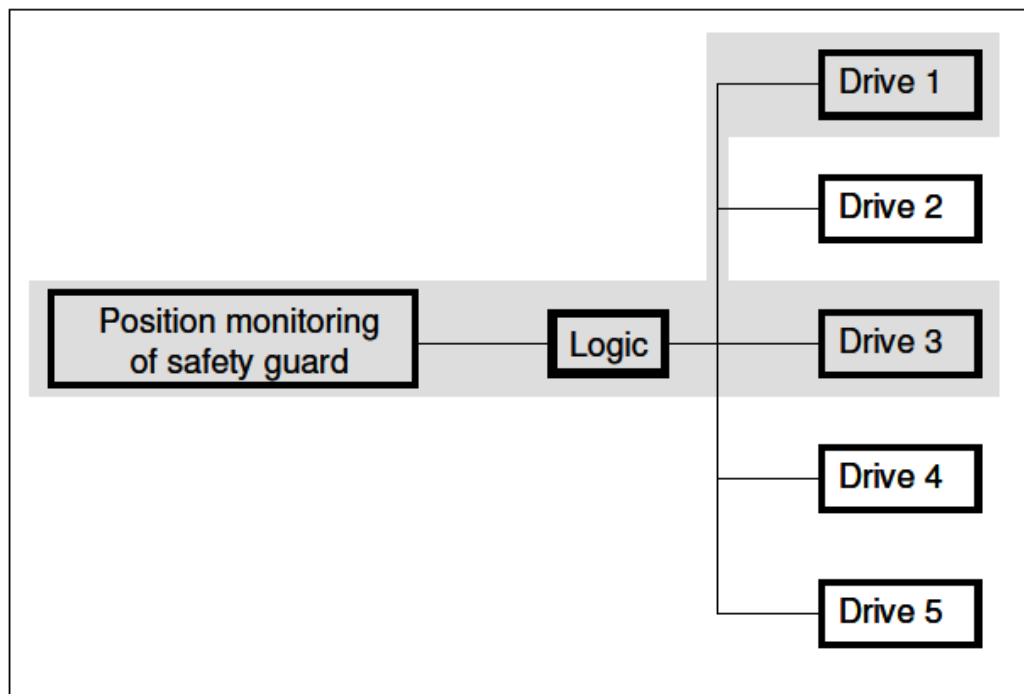 Drive 1
Drive 2
Position monitoring
of safety guard
Logic
Drive 3
Drive 4
Drive 5